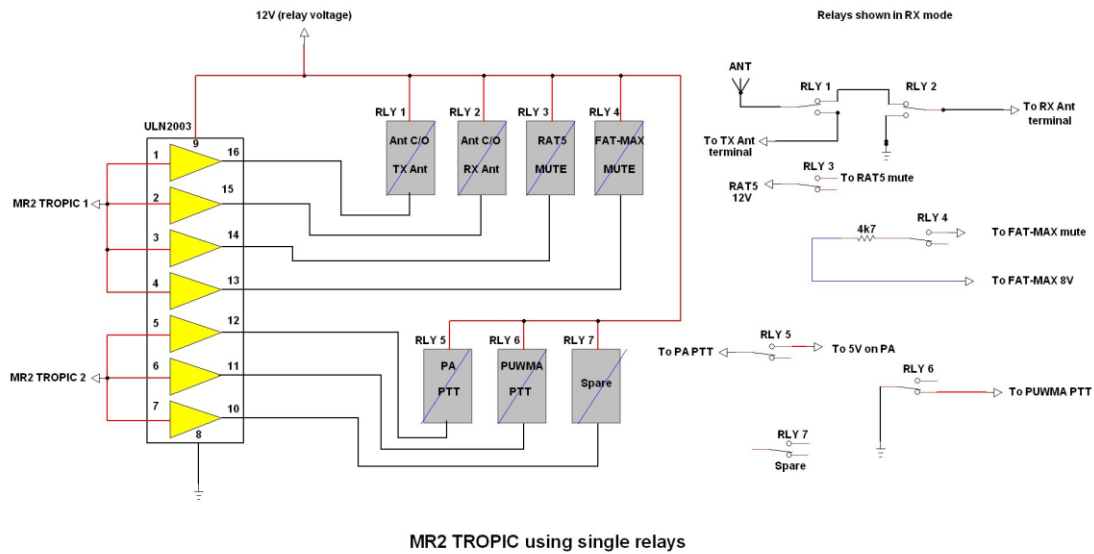 12V (relay voltage)
Relays shown in RX mode
ANT
RLY 1
RLY 2
To RX Ant
terminal
To TX Ant
terminal
RLY 3
To RAT5 mute
RAT5
12V
4k7
RLY 4
To FAT-MAX mute
To FAT-MAX 8V
RLY 5
To PA PTT
To 5V on PA
RLY 6
To PUWMA PTT
RLY 7
Spare
ULN2003
9
1
16
2
15
3
14
4
13
5
12
6
11
7
10
8
MR2 TROPIC 1
MR2 TROPIC 2
RLY 1
Ant C/O
TX Ant
RLY 2
Ant C/O
RX Ant
RLY 3
RAT5
MUTE
RLY 4
FAT-MAX
MUTE
RLY 5
PA
PTT
RLY 6
PUWMA
PTT
RLY 7
Spare
MR2 TROPIC using single relays